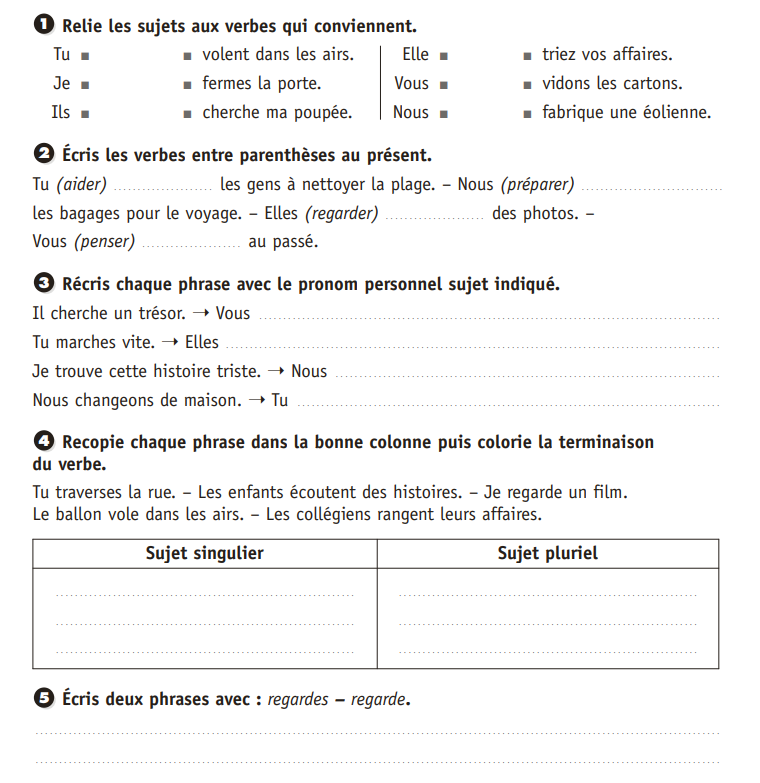 1 Relie les sujets aux verbes qui conviennent.
Tu ■ ■ volent dans les airs. Elle ■ ■ triez vos affaires.
Je ■ ■ fermes la porte. Vous ■ ■ vidons les cartons.
Ils ■ ■ cherche ma poupée. Nous ■ ■ fabrique une éolienne.
2 Écris les verbes entre parenthèses au présent.
Tu (aider) .................... les gens à nettoyer la plage. – Nous (préparer) ..............................
les bagages pour le voyage. – Elles (regarder) .................... des photos. –
Vous (penser) .................... au passé.
3 Récris chaque phrase avec le pronom personnel sujet indiqué.
Il cherche un trésor. → Vous ........................................
Tu marches vite. → Elles ........................................
Je trouve cette histoire triste. → Nous ........................................
Nous changeons de maison. → Tu ........................................
4 Recopie chaque phrase dans la bonne colonne puis colorie la terminaison
du verbe.
Tu traverses la rue. – Les enfants écoutent des histoires. – Je regarde un film.
Le ballon vole dans les airs. – Les collégiens rangent leurs affaires.
Sujet singulier Sujet pluriel
5 Écris deux phrases avec : regardes – regarde.